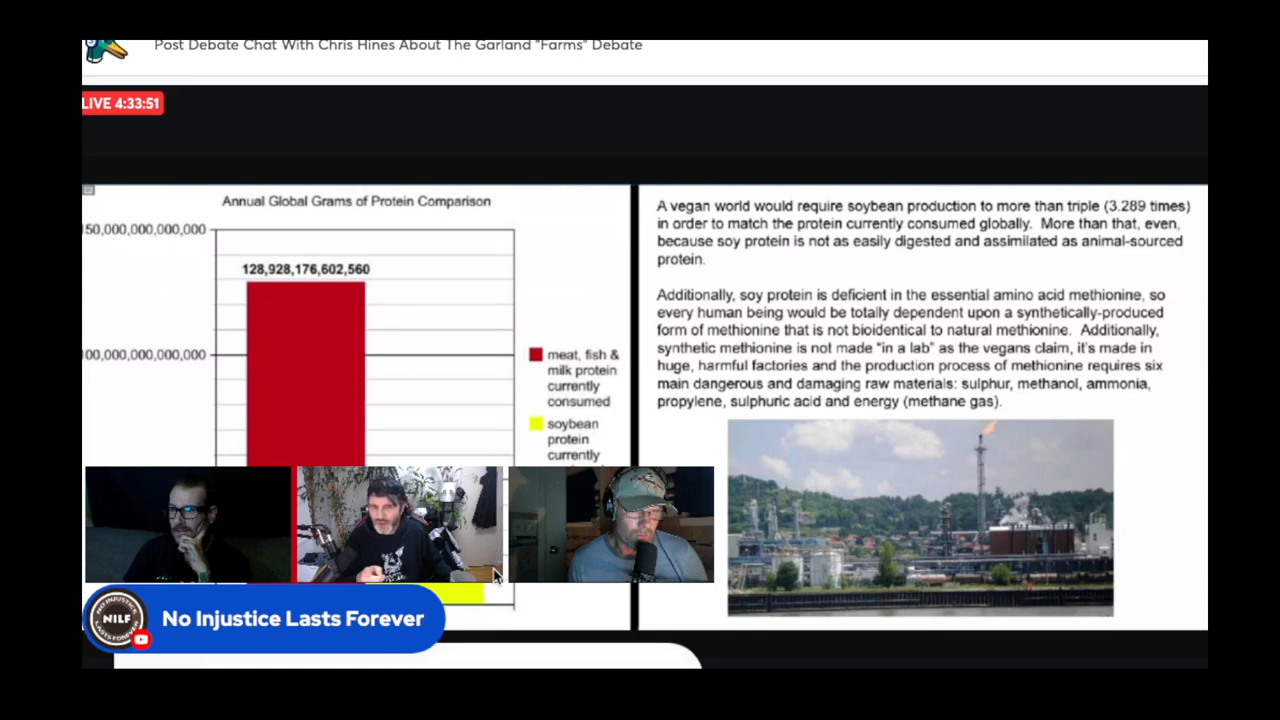 Post Debate Chat With Chris Hines About The Garland "Farms" Debate
LIVE 4:33:51
Annual Global Grams of Protein Comparison
50,000,000,000,000
128,928,176,602,560
00,000,000,000,000
meat, fish &
milk protein
currently
consumed
soybean
protein
currently
A vegan world would require soybean production to more than triple (3.289 times)
in order to match the protein currently consumed globally. More than that, even,
because soy protein is not as easily digested and assimilated as animal-sourced
protein.
Additionally, soy protein is deficient in the essential amino acid methionine, so
every human being would be totally dependent upon a synthetically-produced
form of methionine that is not bioidentical to natural methionine. Additionally,
synthetic methionine is not made "in a lab" as the vegans claim, it's made in
huge, harmful factories and the production process of methionine requires six
main dangerous and damaging raw materials: sulphur, methanol, ammonia,
propylene, sulphuric acid and energy (methane gas).
NO INJUSTICE
NILF
LASTS FOREVER
No Injustice Lasts Forever